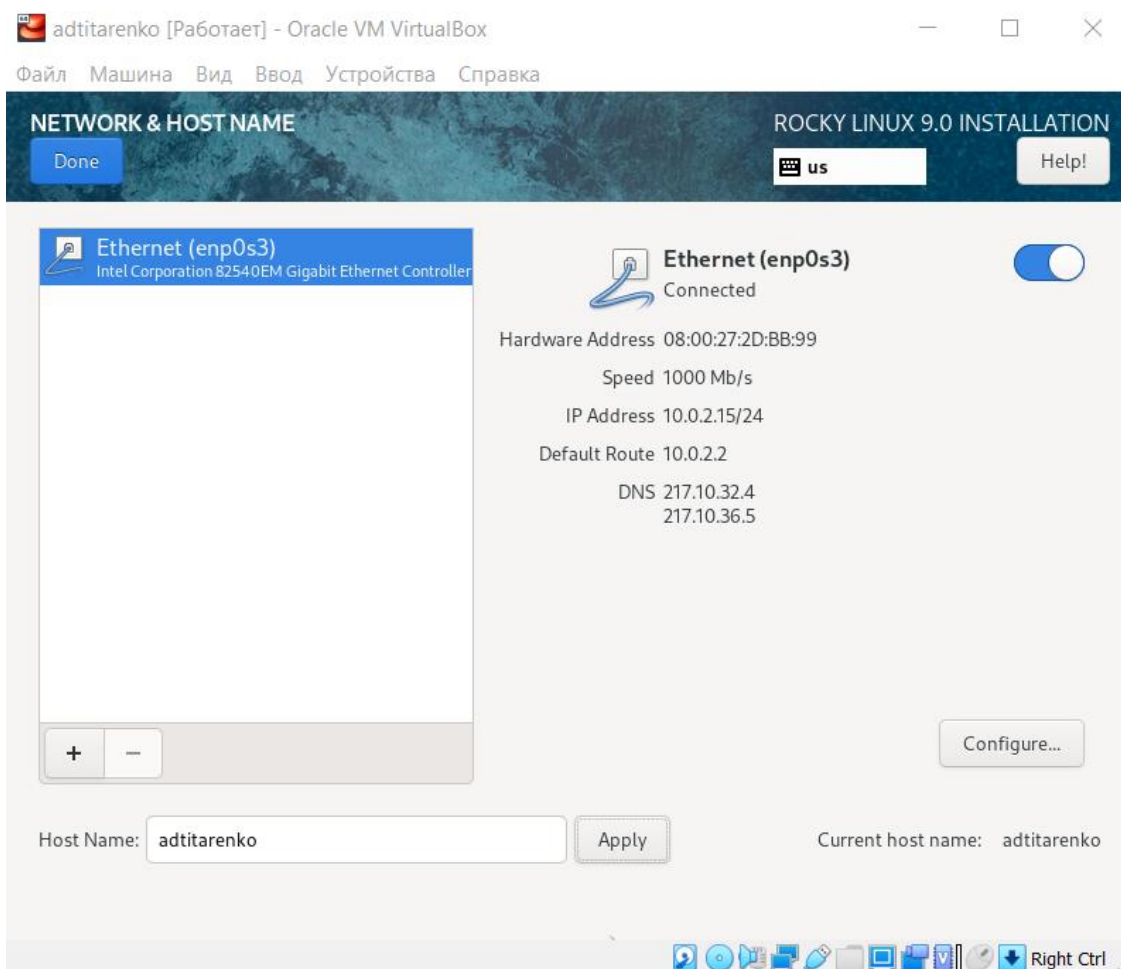 adtitarenko [Работает] - Oracle VM VirtualBox
Файл Машина Вид Ввод Устройства Справка
NETWORK & HOST NAME
ROCKY LINUX 9.0 INSTALLATION
Done
us
Help!
Ethernet (enp0s3)
Intel Corporation 82540EM Gigabit Ethernet Controller
Ethernet (enp0s3)
Connected
Hardware Address 08:00:27:2D:BB:99
Speed 1000 Mb/s
IP Address 10.0.2.15/24
Default Route 10.0.2.2
DNS 217.10.32.4
217.10.36.5
+ −
Configure...
Host Name: adtitarenko Apply Current host name: adtitarenko
Right Ctrl